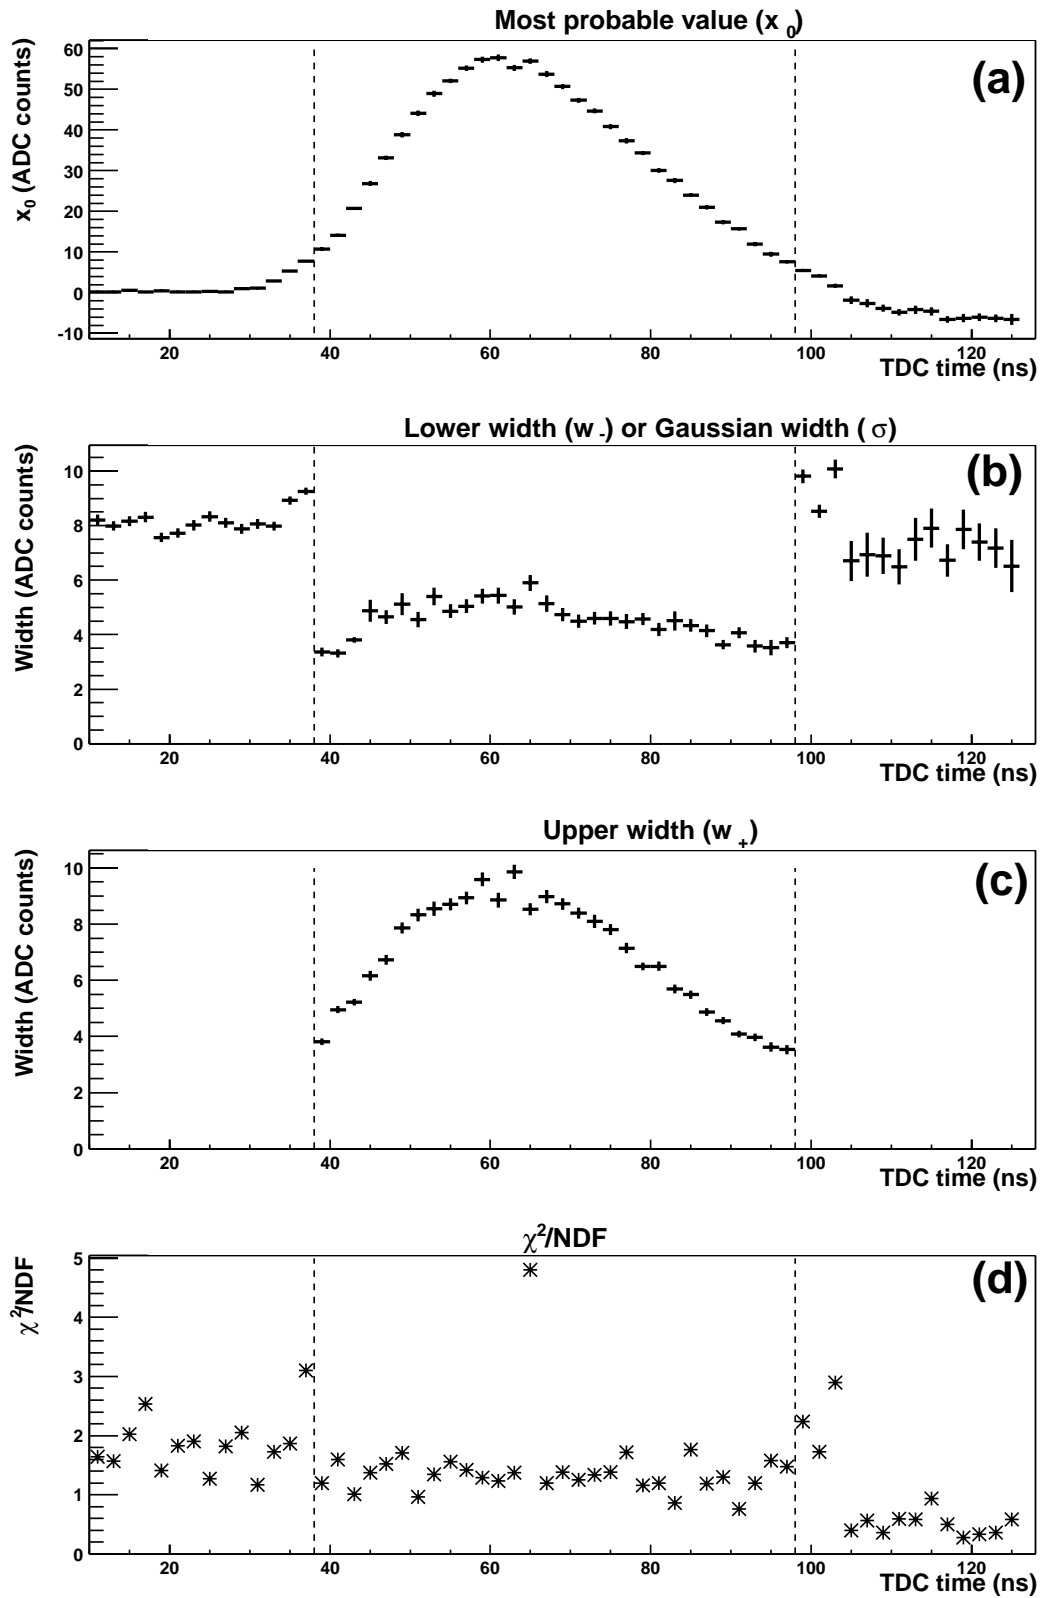 Most probable value (x 0)
(a)
x0 (ADC counts)
60
50
40
30
20
10
0
-10
20 40 60 80 100 120
TDC time (ns)
Lower width (w -) or Gaussian width ( σ)
(b)
Width (ADC counts)
10
8
6
4
2
0
20 40 60 80 100 120
TDC time (ns)
Upper width (w +)
(c)
Width (ADC counts)
10
8
6
4
2
0
20 40 60 80 100 120
TDC time (ns)
χ²/NDF
(d)
χ²/NDF
5
4
3
2
1
0
20 40 60 80 100 120
TDC time (ns)